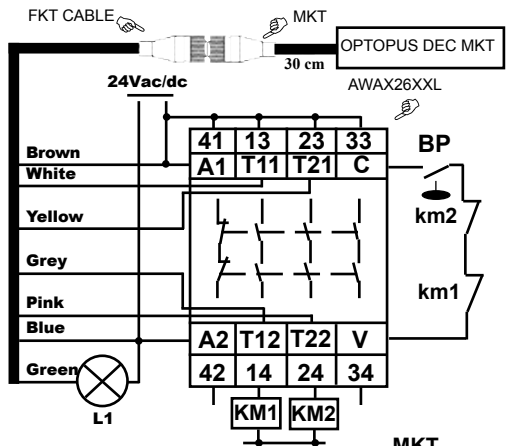 FKT CABLE MKT
OPTOPUS DEC MKT
30 cm
24Vac/dc
AWAX26XXL
41 13 23 33
A1 T11 T21 C
BP
Brown
White
Yellow
km2
Grey
km1
Pink
Blue
A2 T12 T22 V
Green
42 14 24 34
L1
KM1 KM2
MKT